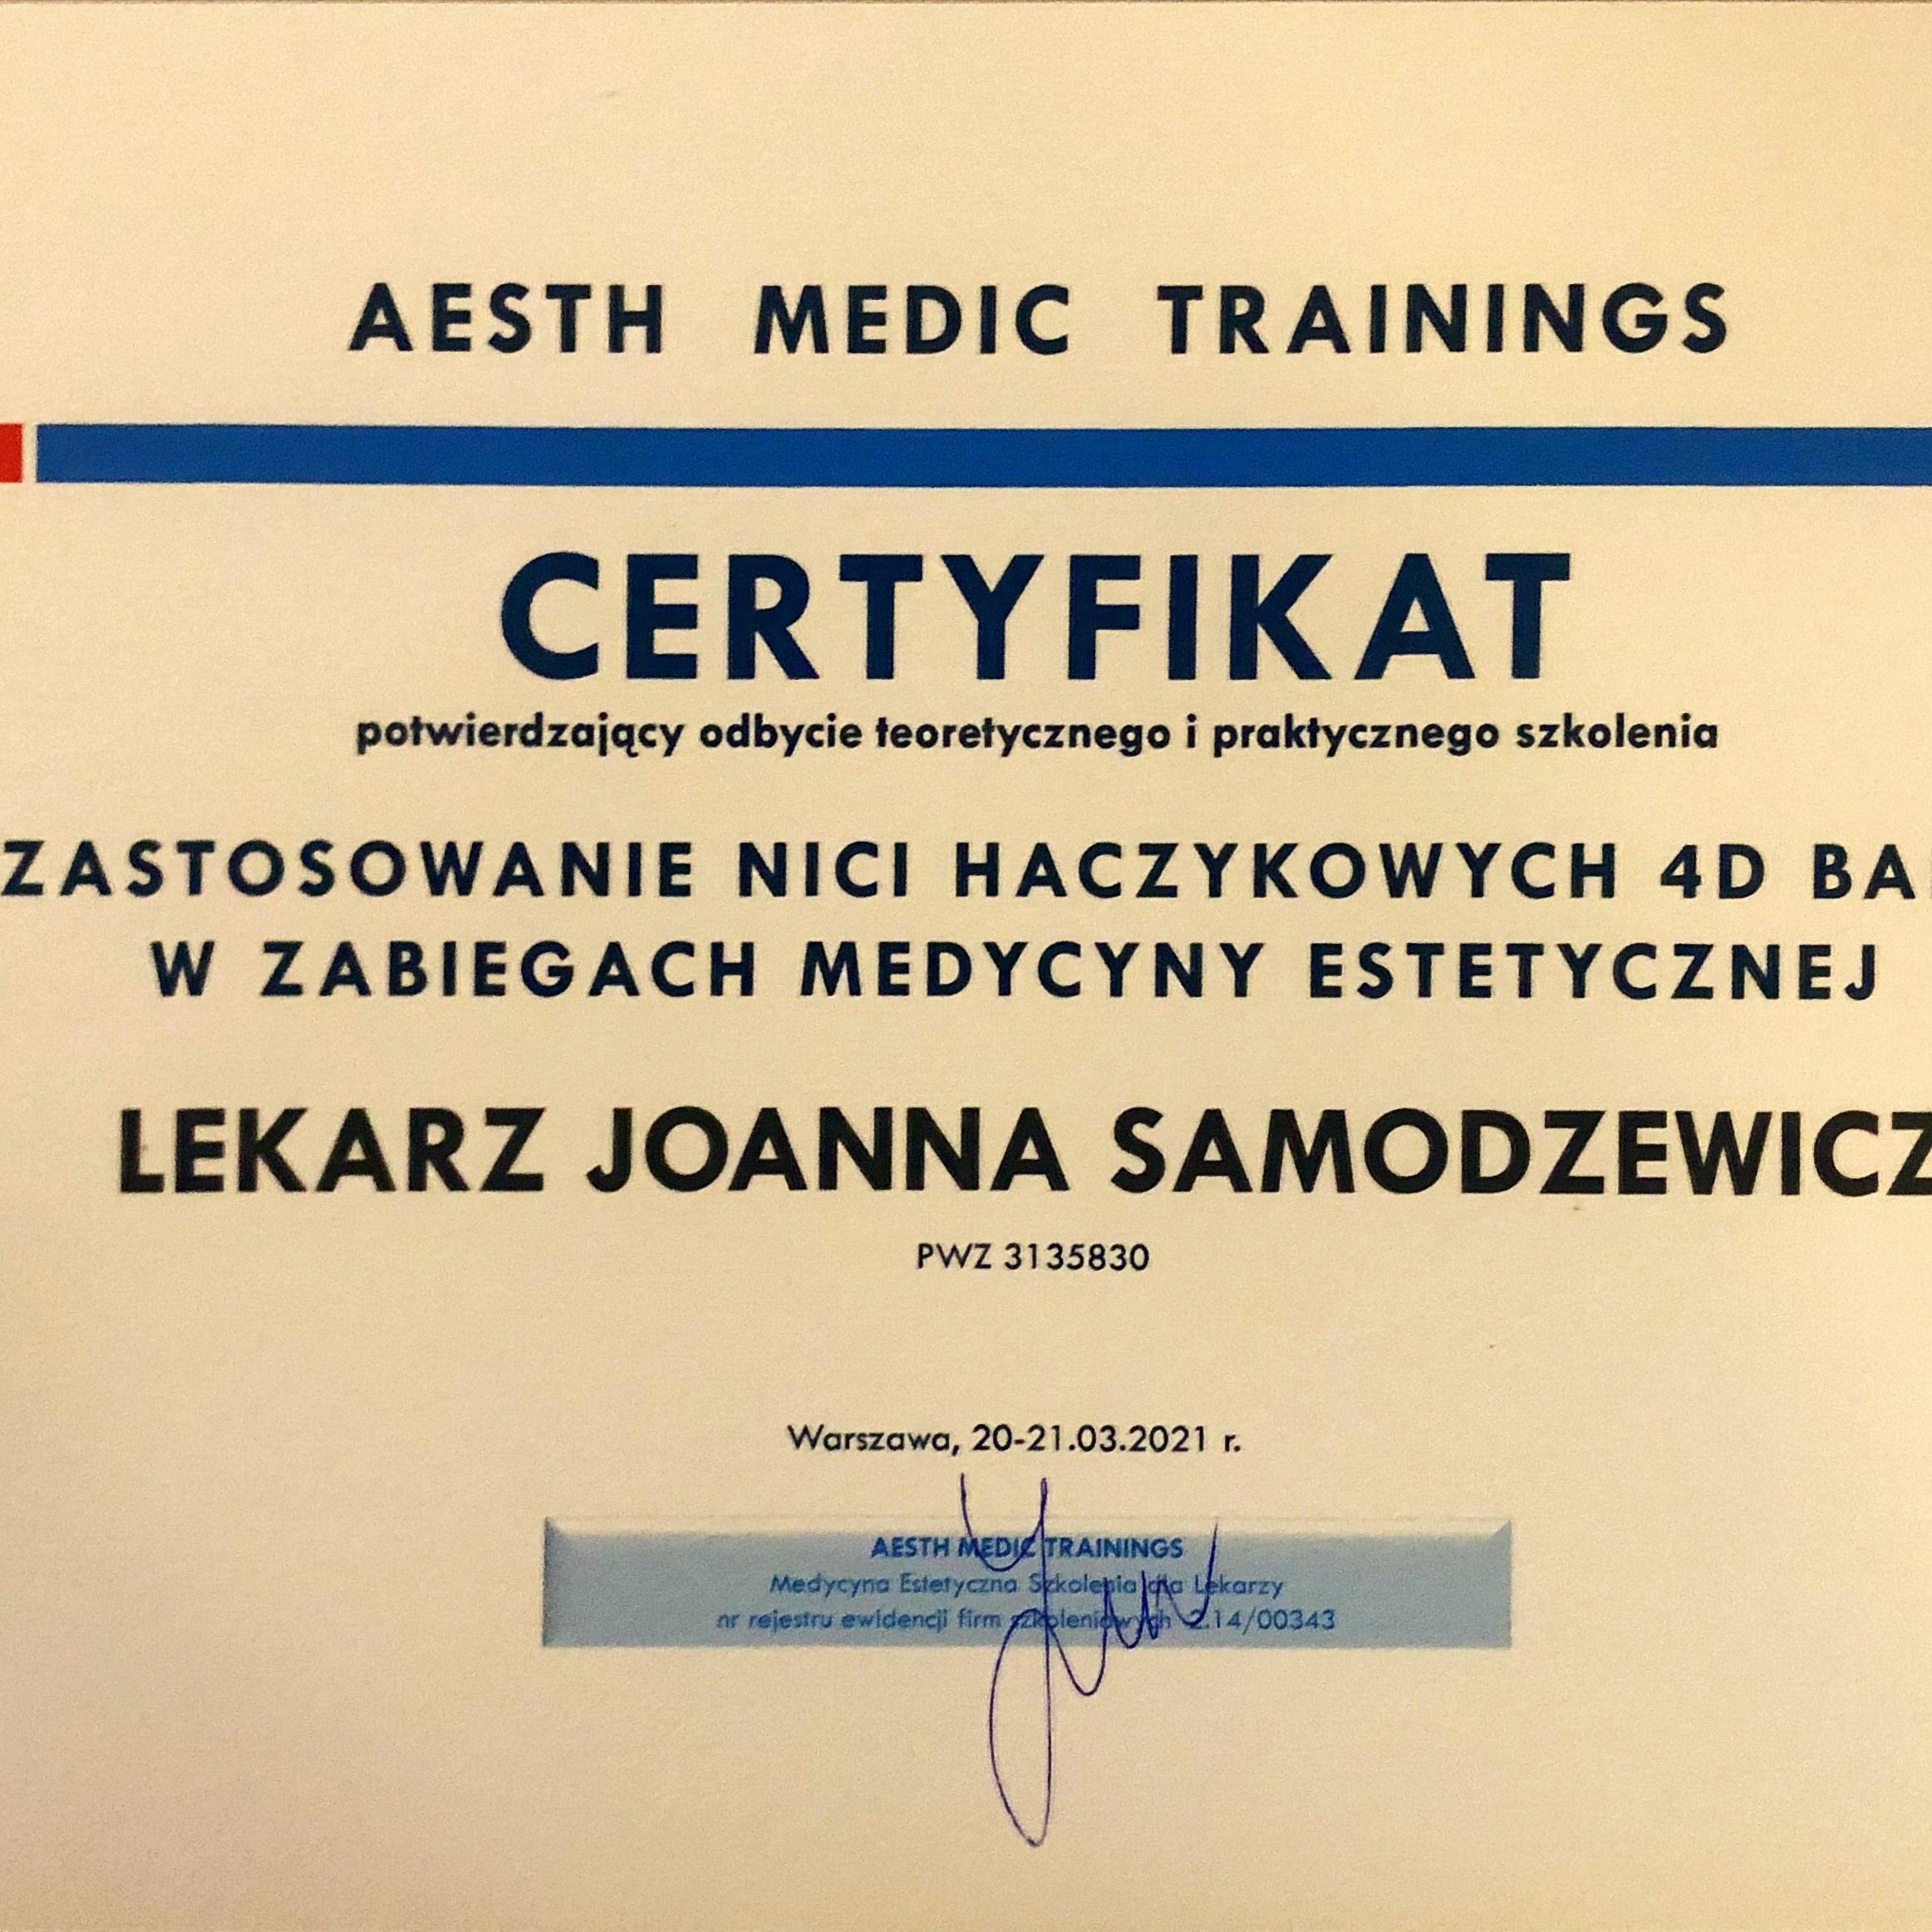 AESTH MEDIC TRAININGS
CERTYFIKAT
potwierdzający odbycie teoretycznego i praktycznego szkolenia
ZASTOSOWANIE NICI HACZYKOWYCH 4D
W ZABIEGACH MEDYCYNY ESTETYCZNEJ
LEKARZ JOANNA SAMODZEWICZ
PWZ 3135830
Warszawa, 20-21.03.2021 r.
AESTH MEDIC TRAININGS
Medycyna Estetyczna Szkolenia dla Lekarzy
nr rejestru ewidencji firm szkoleniowych 2.14/00343